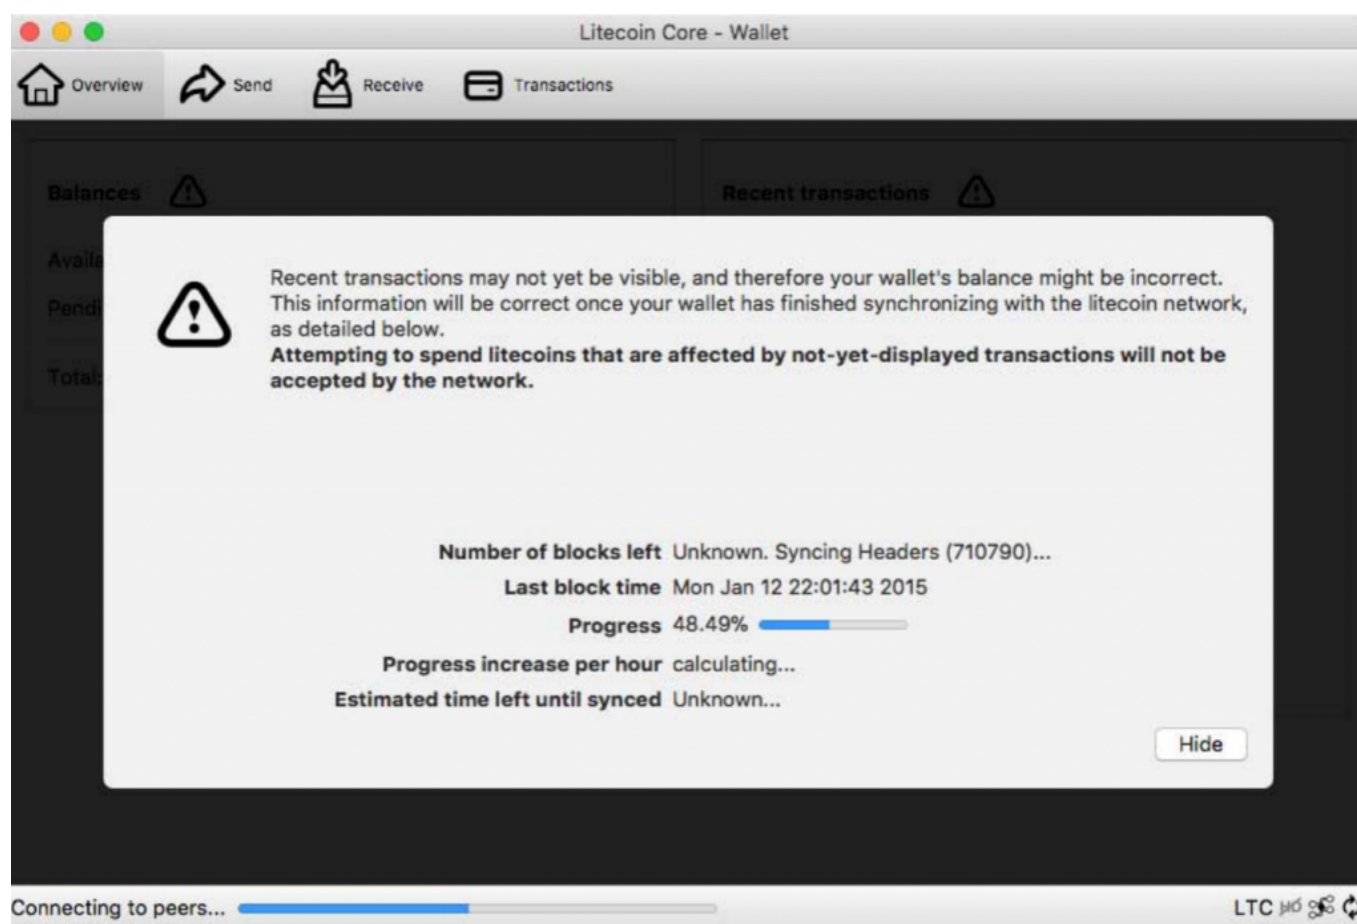 Litecoin Core - Wallet
Overview
Send
Receive
Transactions
Balances
Recent transactions
Total:
Recent transactions may not yet be visible, and therefore your wallet's balance might be incorrect.
This information will be correct once your wallet has finished synchronizing with the litecoin network,
as detailed below.
Attempting to spend litecoins that are affected by not-yet-displayed transactions will not be
accepted by the network.
Number of blocks left Unknown. Syncing Headers (710790)...
Last block time Mon Jan 12 22:01:43 2015
Progress 48.49%
Progress increase per hour calculating...
Estimated time left until synced Unknown...
Hide
Connecting to peers...
LTC